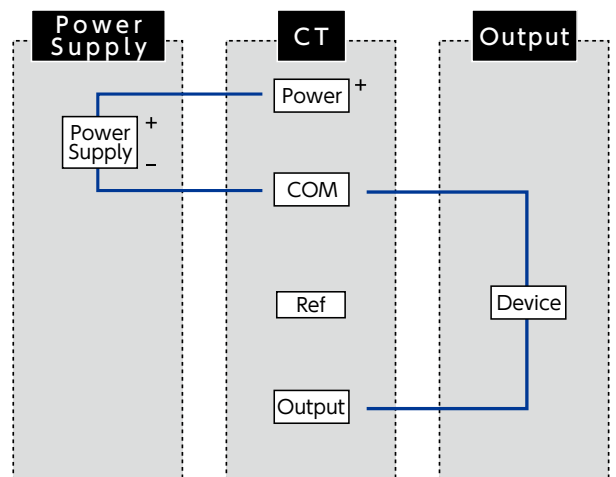 Power
Supply
CT
Output
Power +
Power
Supply
+
−
COM
Ref
Device
Output